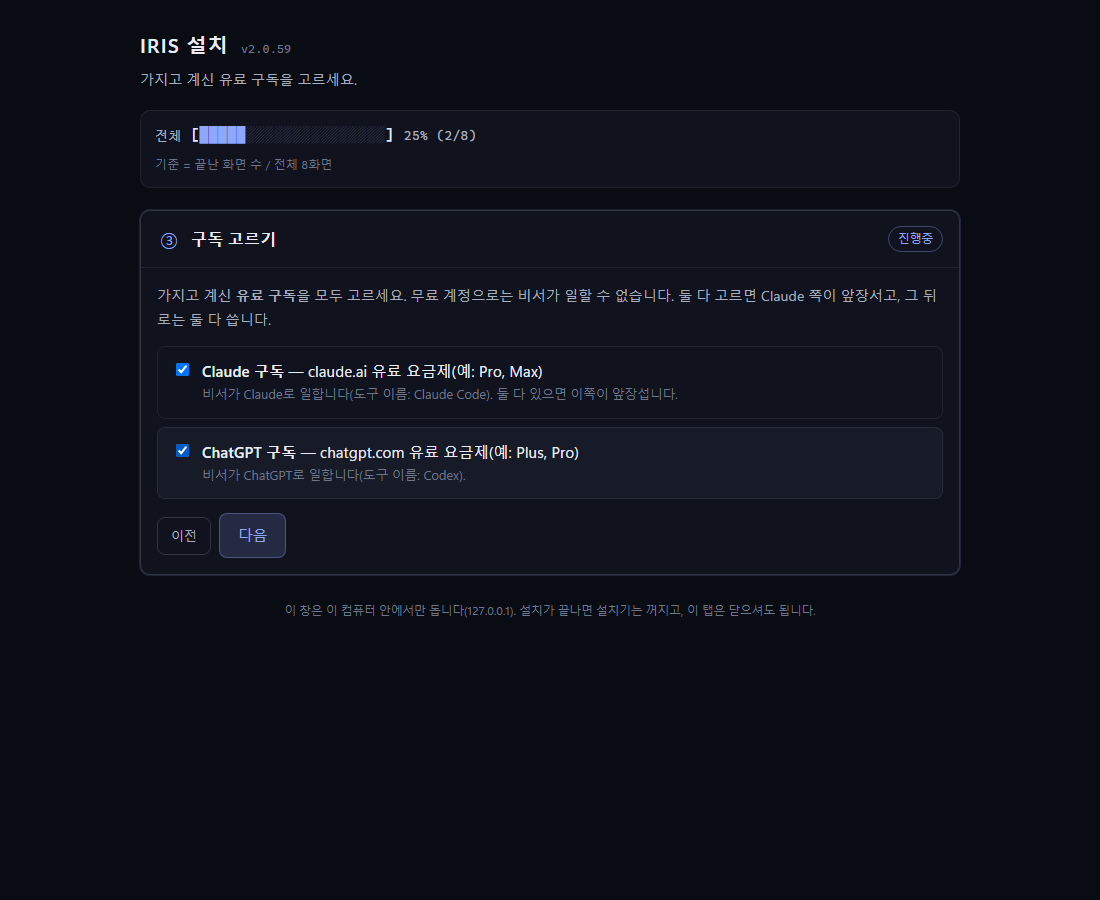 IRIS 설치 v2.0.59
가지고 계신 유료 구독을 고르세요.
전체 [█████░░░░░░░░░░░░░░░] 25% (2/8)
기준 = 끝난 화면 수 / 전체 8화면
③ 구독 고르기 진행중
가지고 계신 유료 구독을 모두 고르세요. 무료 계정으로는 비서가 일할 수 없습니다. 둘 다 고르면 Claude 쪽이 앞장서고, 그 뒤
로는 둘 다 씁니다.
Claude 구독 — claude.ai 유료 요금제(예: Pro, Max)
비서가 Claude로 일합니다(도구 이름: Claude Code). 둘 다 있으면 이쪽이 앞장섭니다.
ChatGPT 구독 — chatgpt.com 유료 요금제(예: Plus, Pro)
비서가 ChatGPT로 일합니다(도구 이름: Codex).
이전 다음
이 창은 이 컴퓨터 안에서만 돕니다(127.0.0.1). 설치가 끝나면 설치기는 꺼지고, 이 탭은 닫으셔도 됩니다.